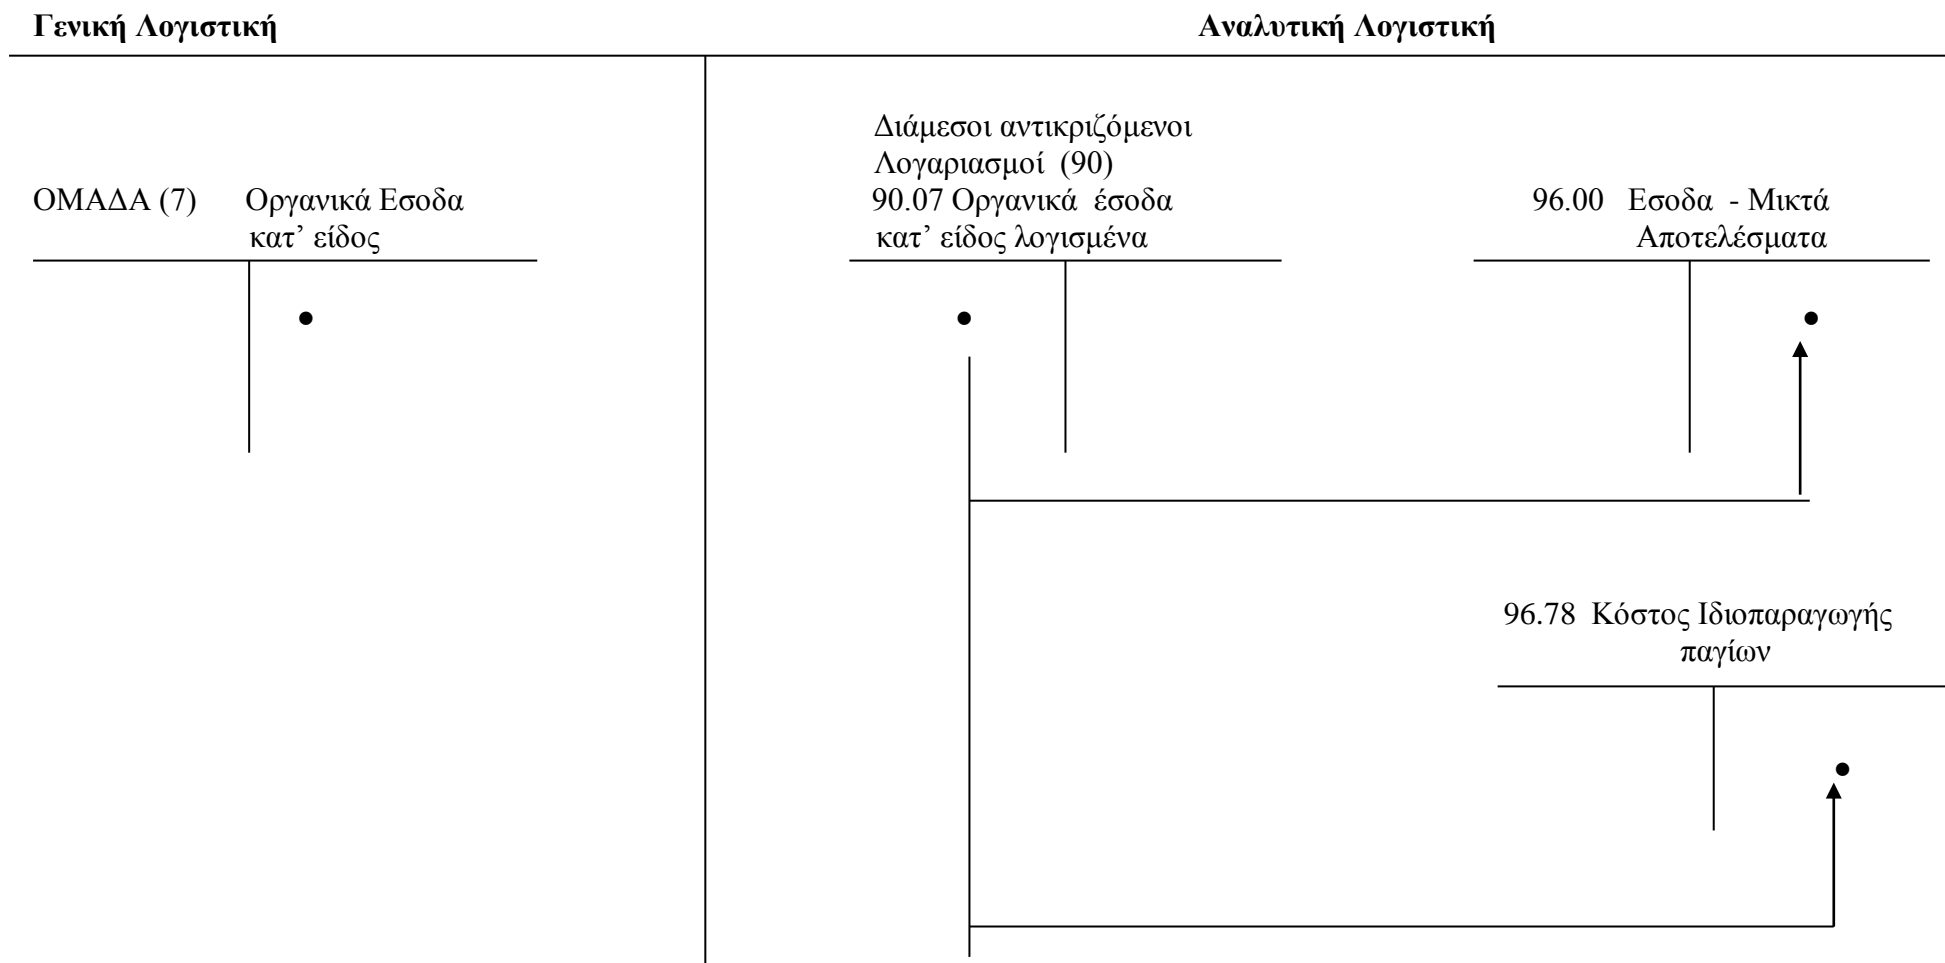 Γενική Λογιστική
Αναλυτική Λογιστική
ΟΜΑΔΑ (7) Οργανικά Εσοδα
κατ’ είδος
Διάμεσοι αντικριζόμενοι
Λογαριασμοί (90)
90.07 Οργανικά έσοδα
κατ’ είδος λογισμένα
96.00 Εσοδα - Μικτά
Αποτελέσματα
96.78 Κόστος Ιδιοπαραγωγής
παγίων